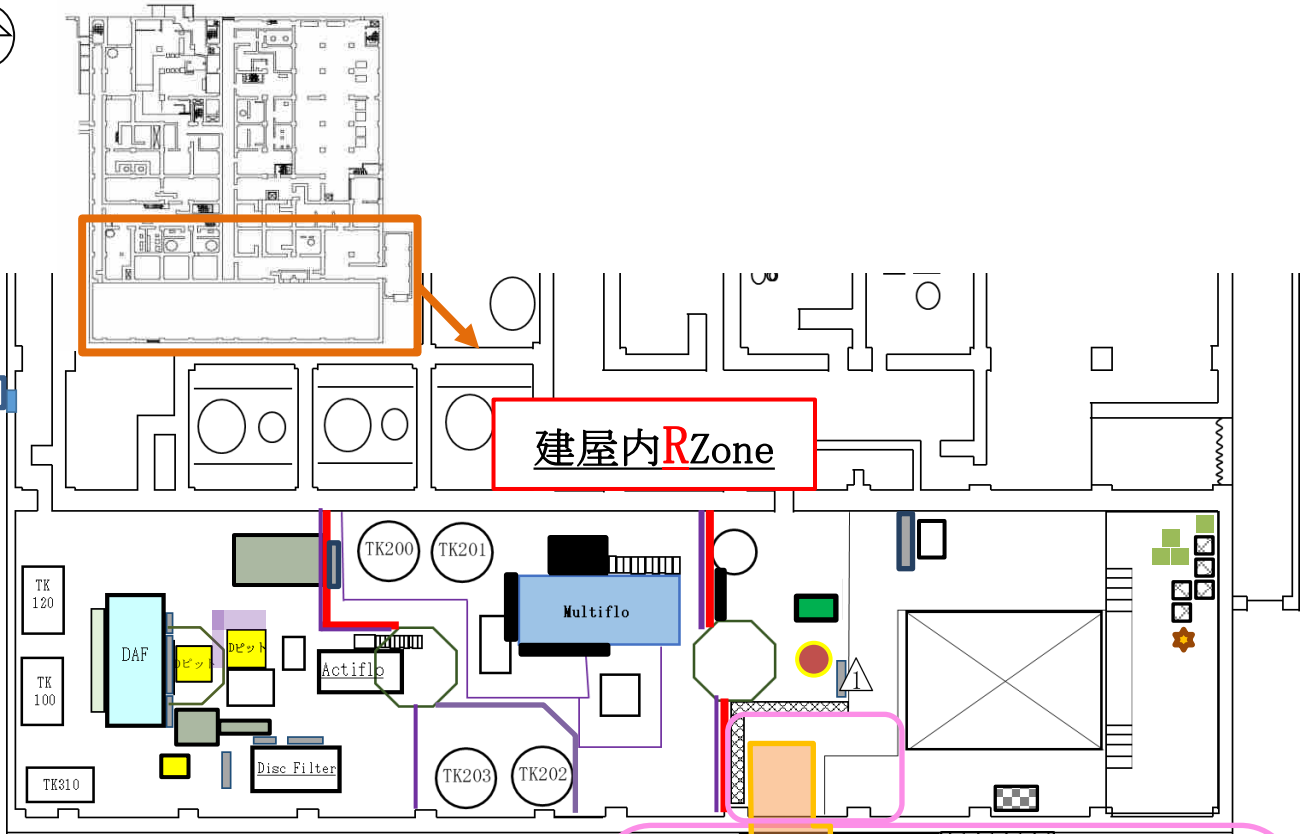 建屋内RZone
TK200
TK201
TK
120
Multiflo
DAF
Dピット
Dピット
Actiflo
TK
100
1
TK310
Disc Filter
TK203
TK202